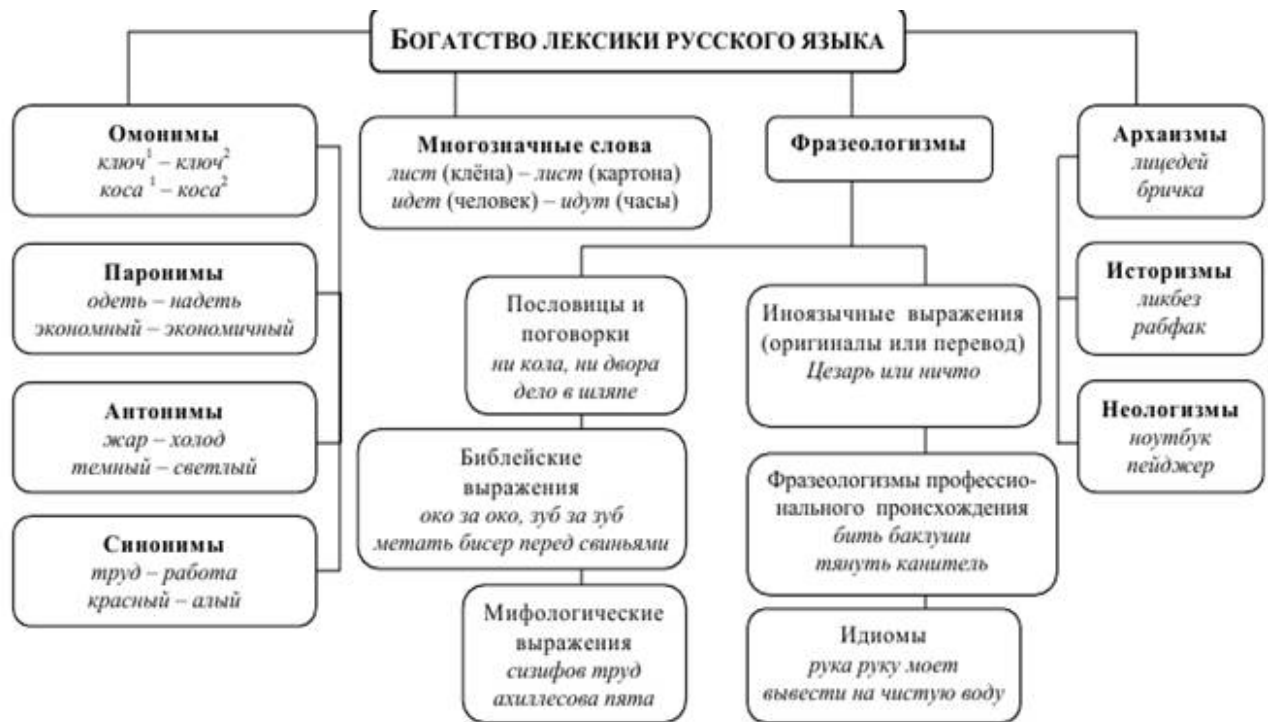 БОГАТСТВО ЛЕКСИКИ РУССКОГО ЯЗЫКА
Омонимы
ключ¹ – ключ²
коса ¹ – коса²
Паронимы
одеть – надеть
экономный – экономичный
Антонимы
жар – холод
темный – светлый
Синонимы
труд – работа
красный – алый
Многозначные слова
лист (клёна) – лист (картона)
идет (человек) – идут (часы)
Фразеологизмы
Пословицы и
поговорки
ни кола, ни двора
дело в шляпе
Библейские
выражения
око за око, зуб за зуб
метать бисер перед свиньями
Мифологические
выражения
сизифов труд
ахиллесова пята
Иноязычные выражения
(оригиналы или перевод)
Цезарь или ничто
Фразеологизмы профессио-
нального происхождения
бить баклуши
тянуть канитель
Идиомы
рука руку моет
вывести на чистую воду
Архаизмы
лицедей
бричка
Историзмы
ликбез
рабфак
Неологизмы
ноутбук
пейджер